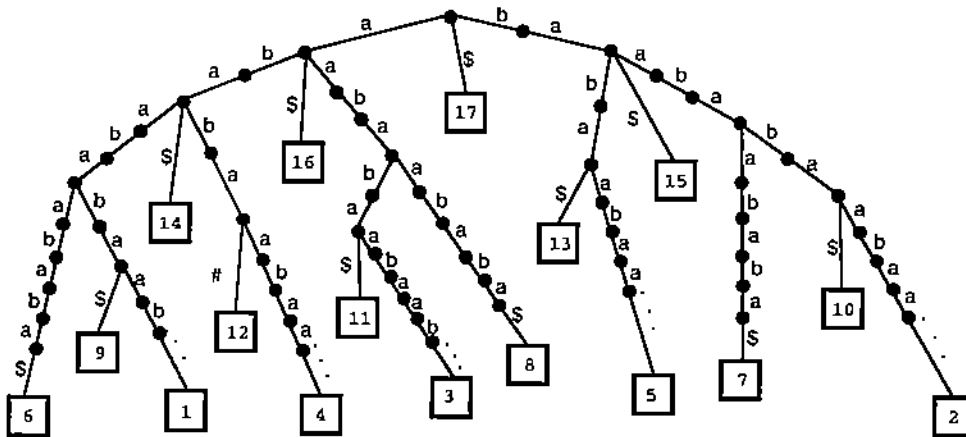 a b a
b $ a
a a b
$ b 17 b a
a a $
b b 16 b
a $ a a
a b a a 15 a
a b 14 b $ b b
b a # a a 13 b a $ b
a $ a b $ b a a a
b a 12 a 11 a b b 10 a
a 9 b a a a
$ b $ 8 $
6 1 4 3 5 7 2